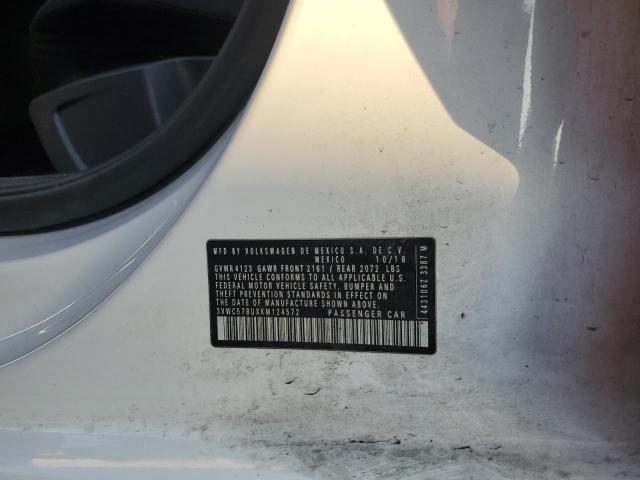 MFD BY VOLKSWAGEN DE MEXICO S.A. DE C.V.
MEXICO 10/18
GVWR4123 GAWR FRONT 2161 / REAR 2072 LBS
THIS VEHICLE CONFORMS TO ALL APPLICABLE U.S.
FEDERAL MOTOR VEHICLE SAFETY, BUMPER AND
THEFT PREVENTION STANDARDS IN EFFECT ON THE
DATE OF MANUFACTURE SHOWN ABOVE.
3VWC57BUXKM124572 PASSENGER CAR
4431062 3387 M